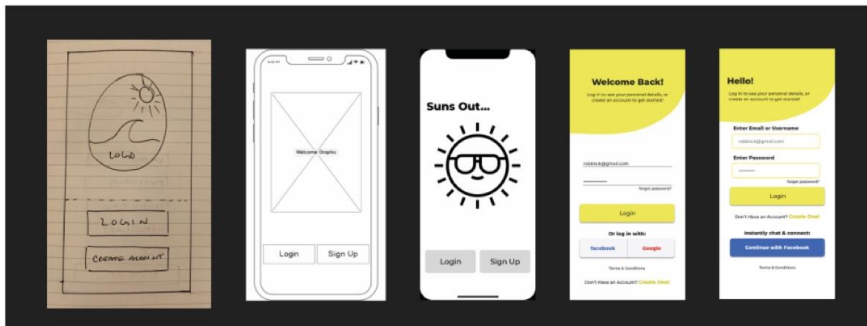 LOGO
LOGIN
CREATE ACCOUNT
Welcome Graphic
Login
Sign Up
Suns Out...
Login
Sign Up
Welcome Back!
Log in to see your personal details, or
create an account to get started!
Forgot password?
Login
Or log in with:
facebook
Google
Terms & Conditions
Don't Have an Account? Create One!
Hello!
Log in to see your personal details, or
create an account to get started!
Enter Email or Username
Enter Password
Forgot password?
Login
Don't Have an Account? Create One!
Instantly chat & connect:
Continue with Facebook
Terms & Conditions